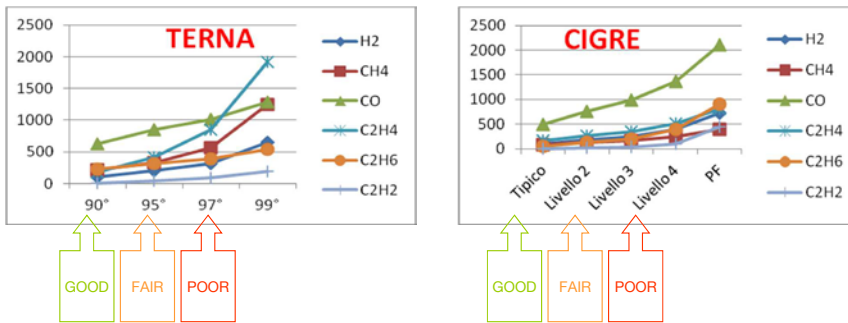 TERNA
2500
2000
1500
1000
500
0
90°
95°
97°
99°
H2
CH4
CO
C2H4
C2H6
C2H2
GOOD
FAIR
POOR
CIGRE
2500
2000
1500
1000
500
0
Tipico
Livello 2
Livello 3
Livello 4
PF
H2
CH4
CO
C2H4
C2H6
C2H2
GOOD
FAIR
POOR